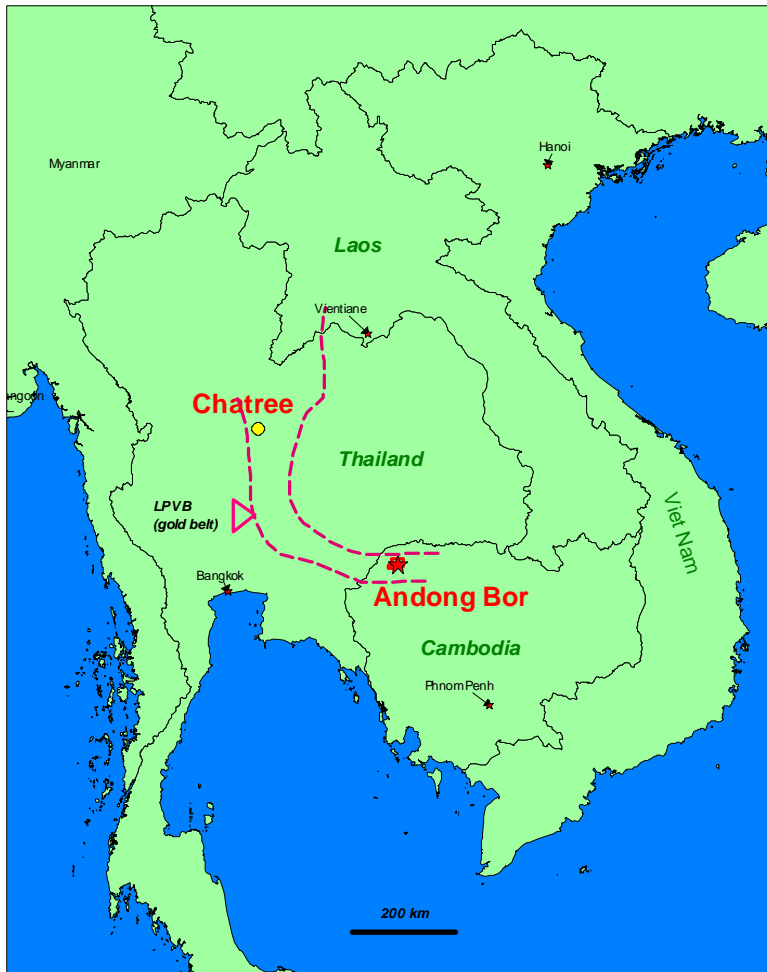 Hanoi
Myanmar
Laos
Vientiane
angoon
Chatree
Thailand
LPVB
(gold belt)
Viet Nam
Bangkok
Andong Bor
Cambodia
Phnom Penh
200 km